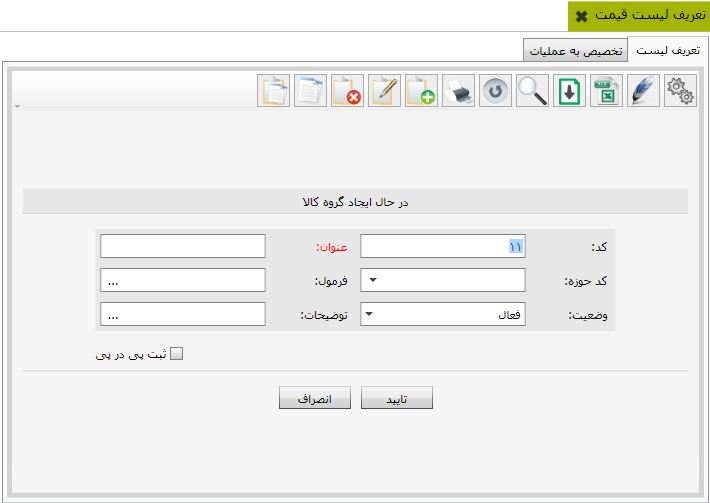 تعریف لیست قیمت
تعریف لیست
تخصیص به عملیات
در حال ایجاد گروه کالا
کد: ۱۱
عنوان:
کد حوزه:
فرمول: ...
وضعیت: فعال
توضیحات: ...
ثبت پی در پی
تایید
انصراف